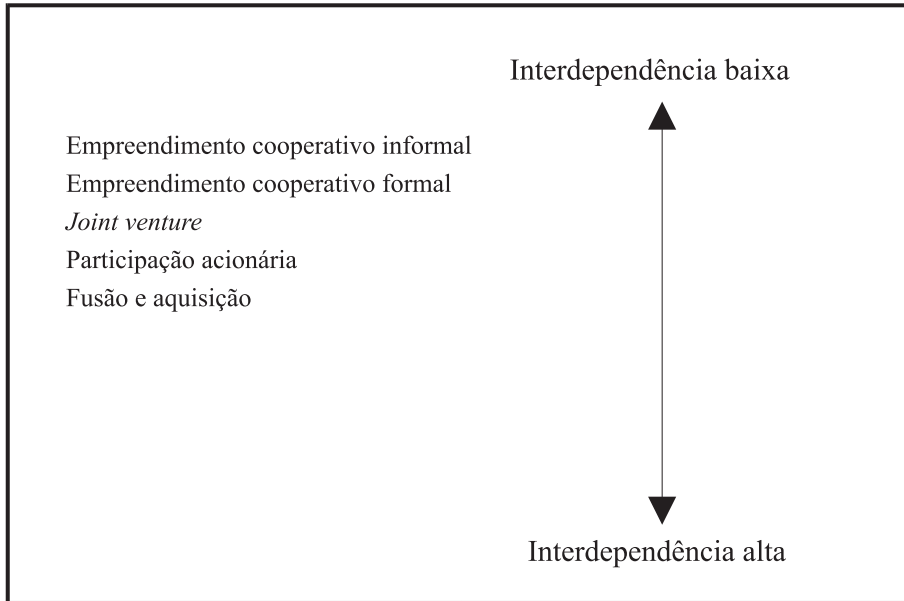 Interdependência baixa
Empreendimento cooperativo informal
Empreendimento cooperativo formal
Joint venture
Participação acionária
Fusão e aquisição
Interdependência alta